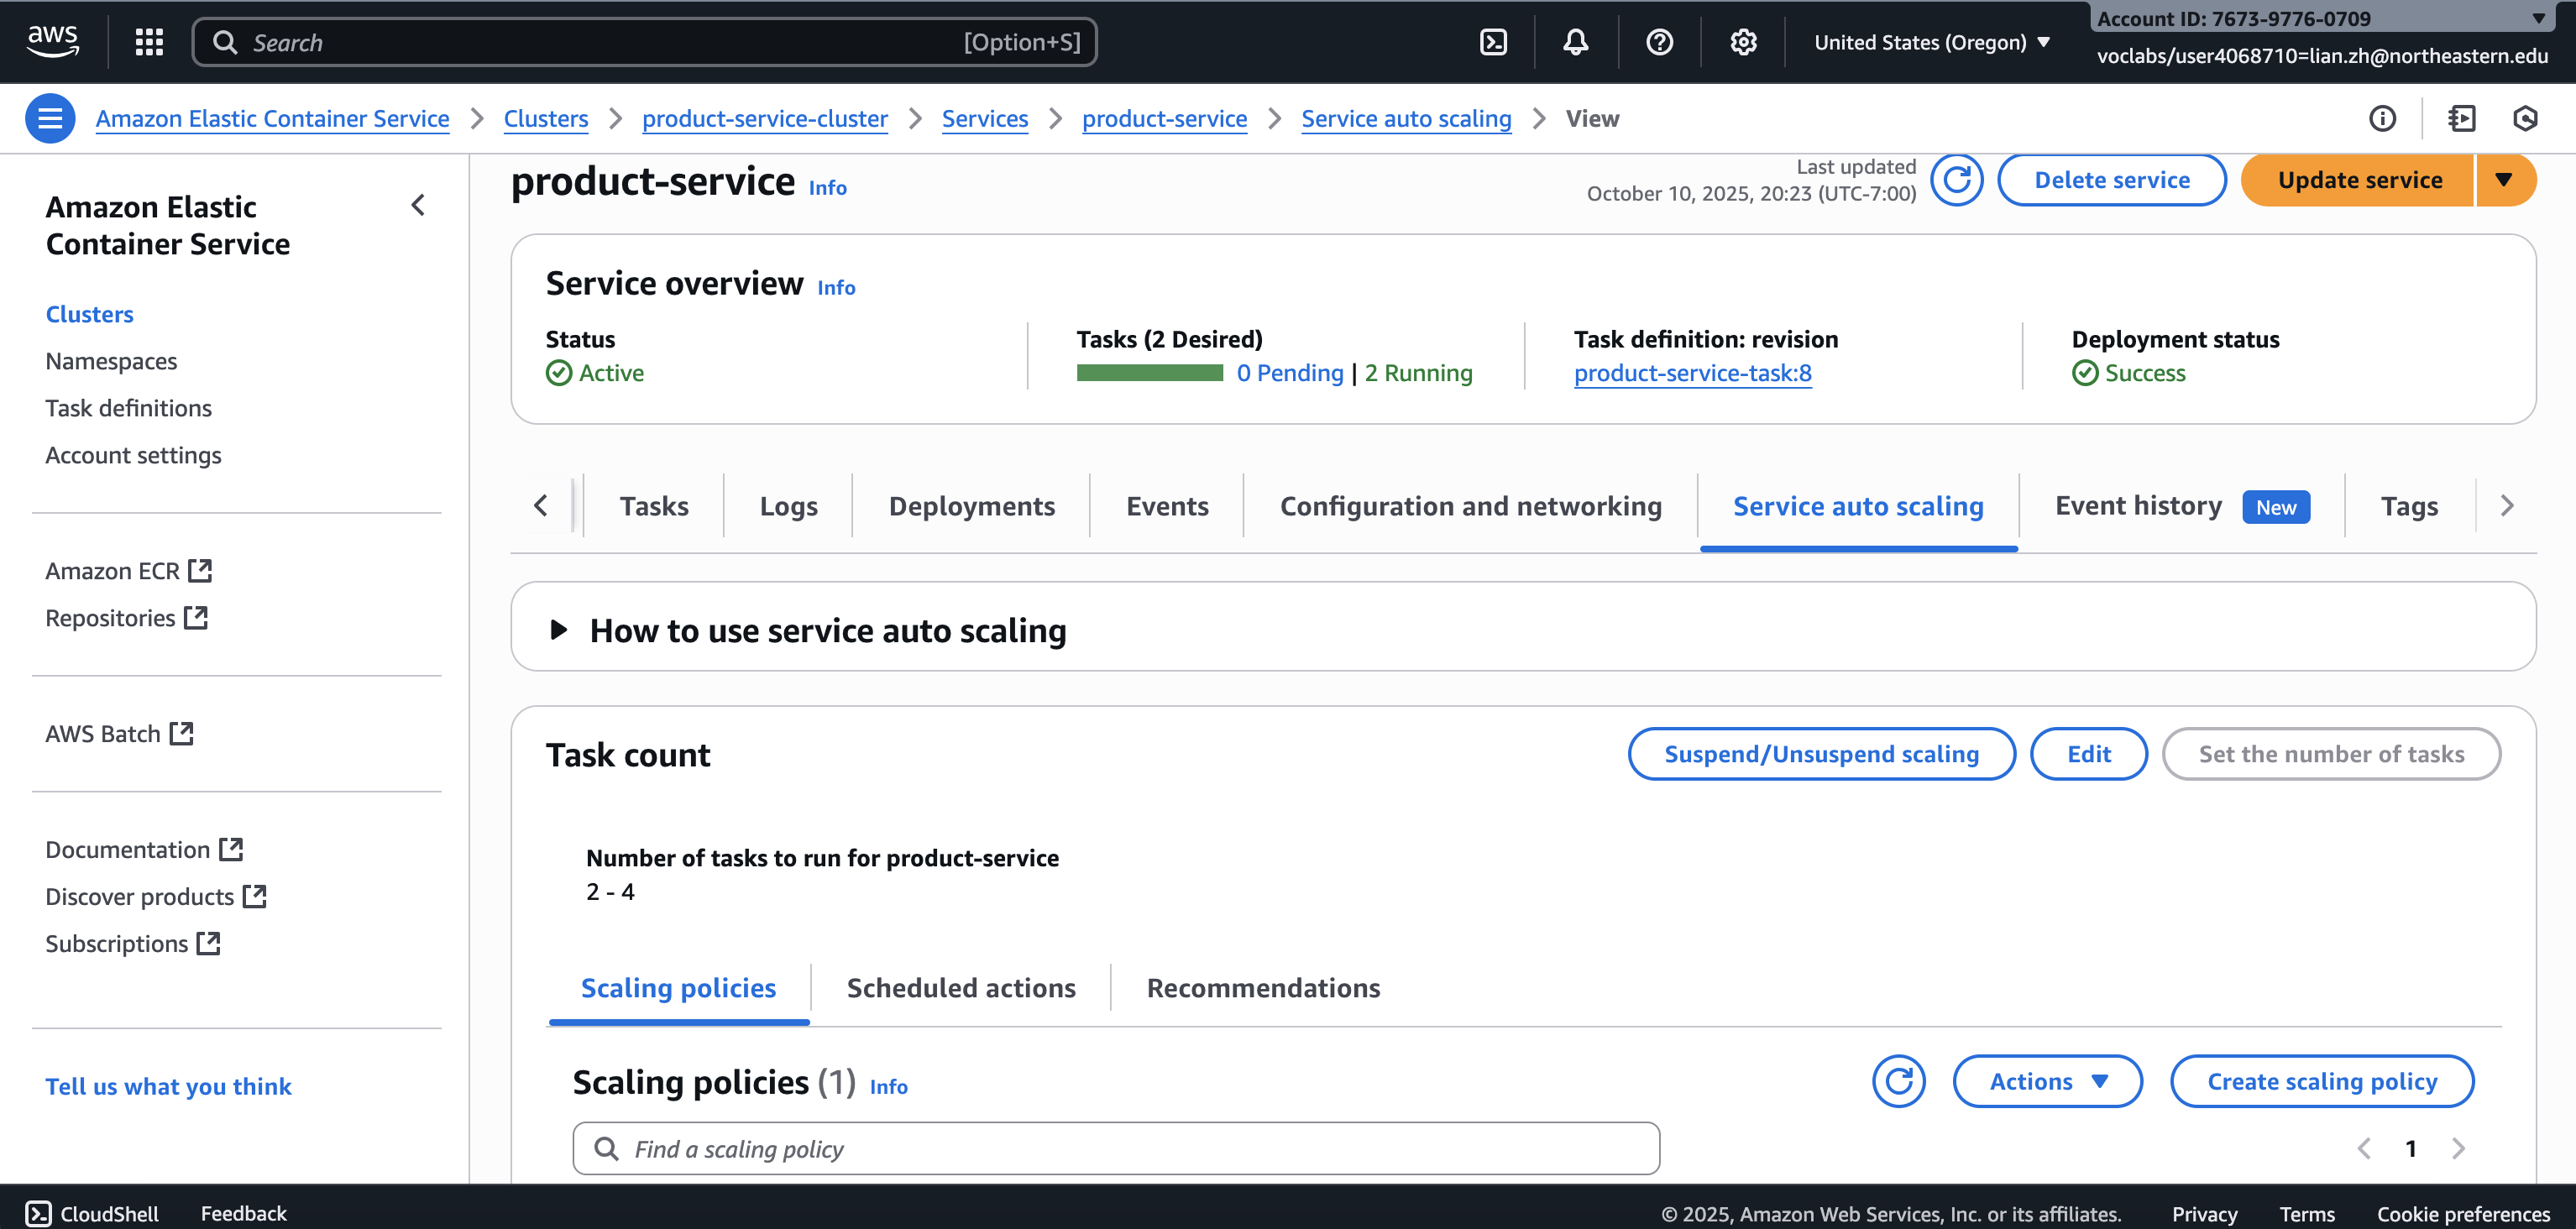 aws
Search [Option+S]
United States (Oregon)
Account ID: 7673-9776-0709
voclabs/user4068710=lian.zh@northeastern.edu
Amazon Elastic Container Service
Clusters
product-service-cluster
Services
product-service
Service auto scaling
View
Amazon Elastic
Container Service
Clusters
Namespaces
Task definitions
Account settings
Amazon ECR
Repositories
AWS Batch
Documentation
Discover products
Subscriptions
Tell us what you think
product-service Info
Last updated
October 10, 2025, 20:23 (UTC-7:00)
Delete service
Update service
Service overview Info
Status
Active
Tasks (2 Desired)
0 Pending | 2 Running
Task definition: revision
product-service-task:8
Deployment status
Success
Tasks
Logs
Deployments
Events
Configuration and networking
Service auto scaling
Event history New
Tags
How to use service auto scaling
Task count
Suspend/Unsuspend scaling
Edit
Set the number of tasks
Number of tasks to run for product-service
2 - 4
Scaling policies
Scheduled actions
Recommendations
Scaling policies (1) Info
Actions
Create scaling policy
Find a scaling policy
1
CloudShell
Feedback
© 2025, Amazon Web Services, Inc. or its affiliates.
Privacy
Terms
Cookie preferences